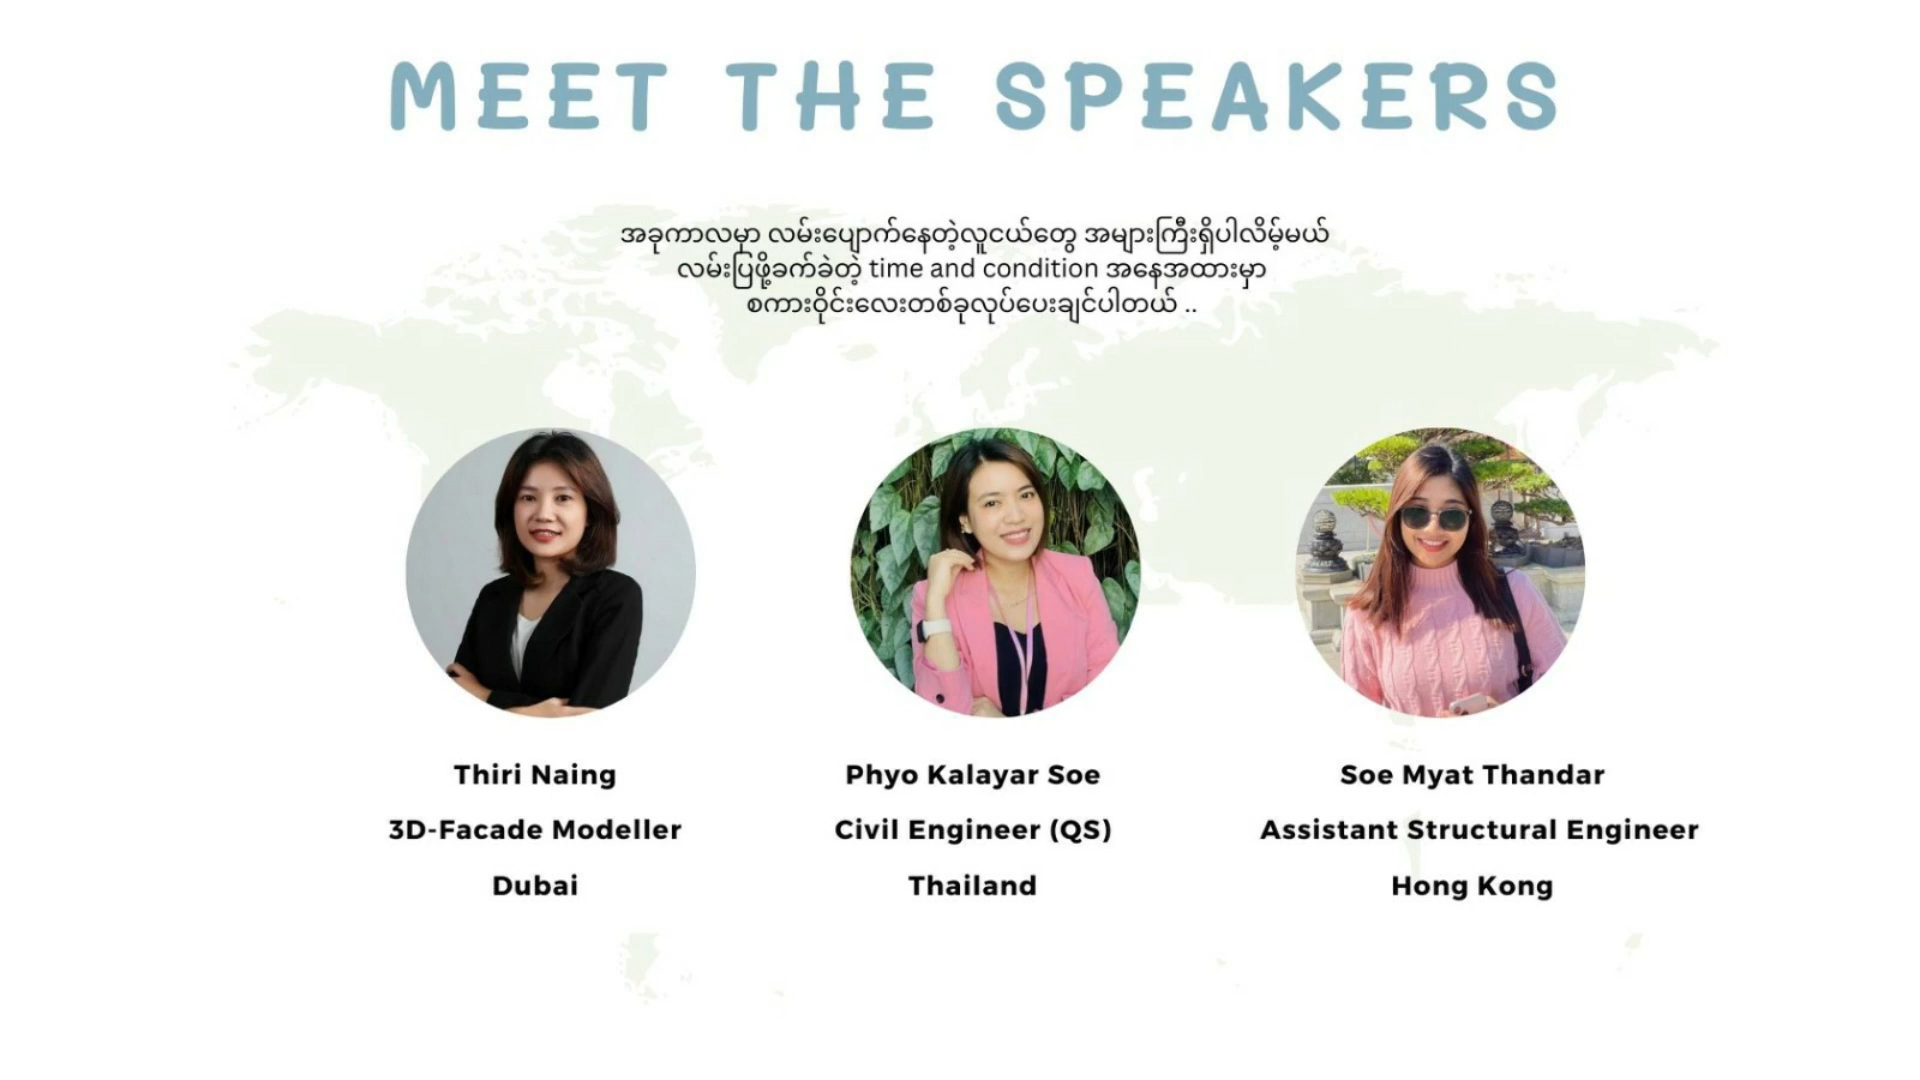 MEET THE SPEAKERS
အခုကာလမှာ လမ်းပျောက်နေတဲ့လူငယ်တွေ အများကြီးရှိပါလိမ့်မယ်
လမ်းပြဖို့ခက်ခဲတဲ့ time and condition အနေအထားမှာ
စကားဝိုင်းလေးတစ်ခုလုပ်ပေးချင်ပါတယ် ..
Thiri Naing
3D-Facade Modeller
Dubai
Phyo Kalayar Soe
Civil Engineer (QS)
Thailand
Soe Myat Thandar
Assistant Structural Engineer
Hong Kong